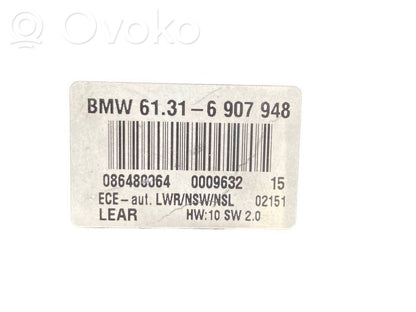 Ovoko
BMW 61.31-6 907 948
086480064 0009632 15
ECE-aut. LWR/NSW/NSL 02151
LEAR HW:10 SW 2.0